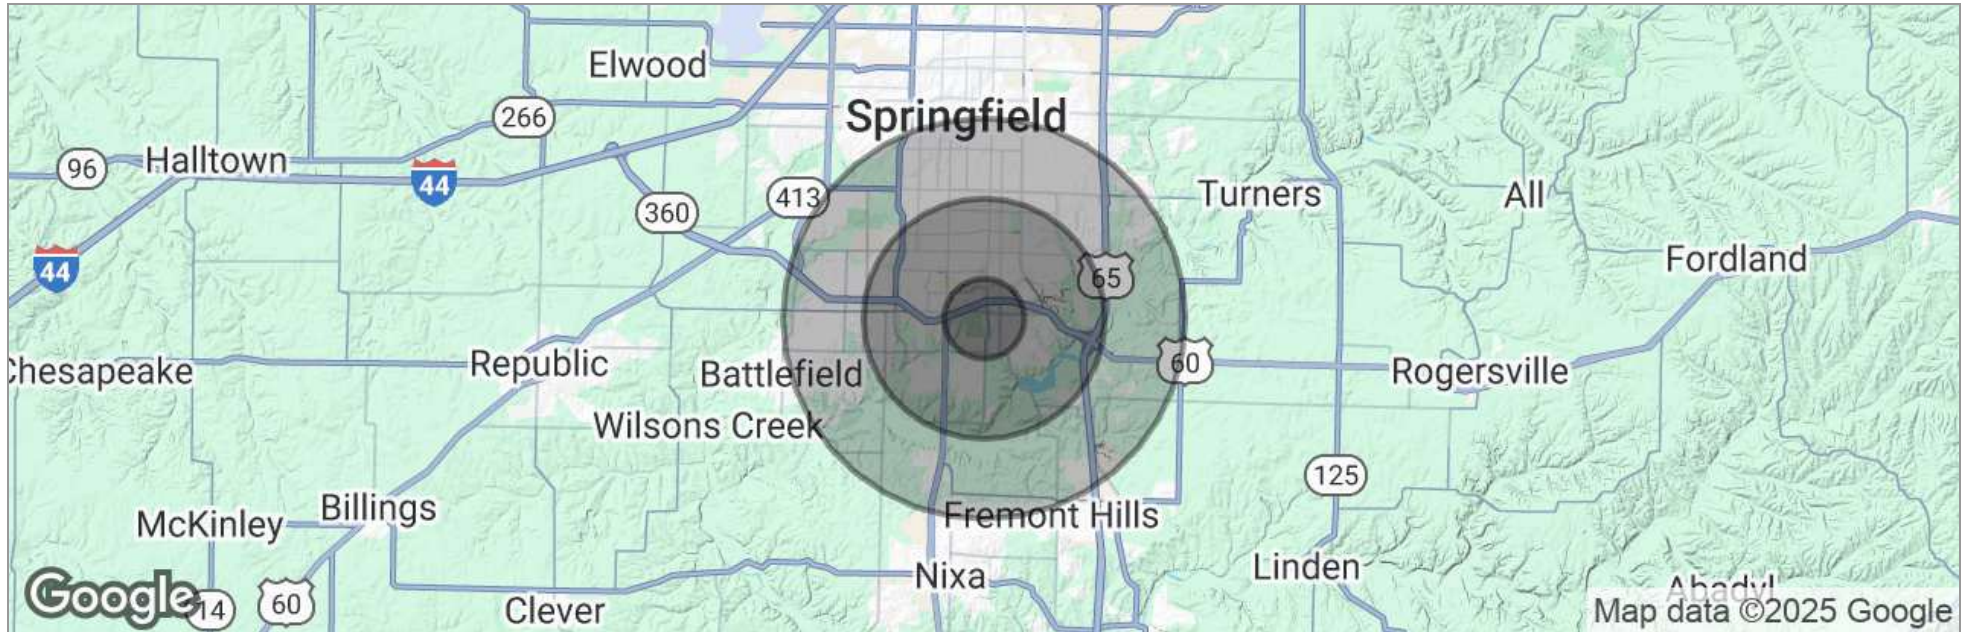 Elwood
Springfield
266
96
Halltown
44
413
360
Turners
All
44
65
Fordland
Chesapeake
Republic
Battlefield
60
Rogersville
Wilsons Creek
125
McKinley
Billings
Fremont Hills
Linden
Nixa
Google
14
60
Clever
Abadyl
Map data ©2025 Google